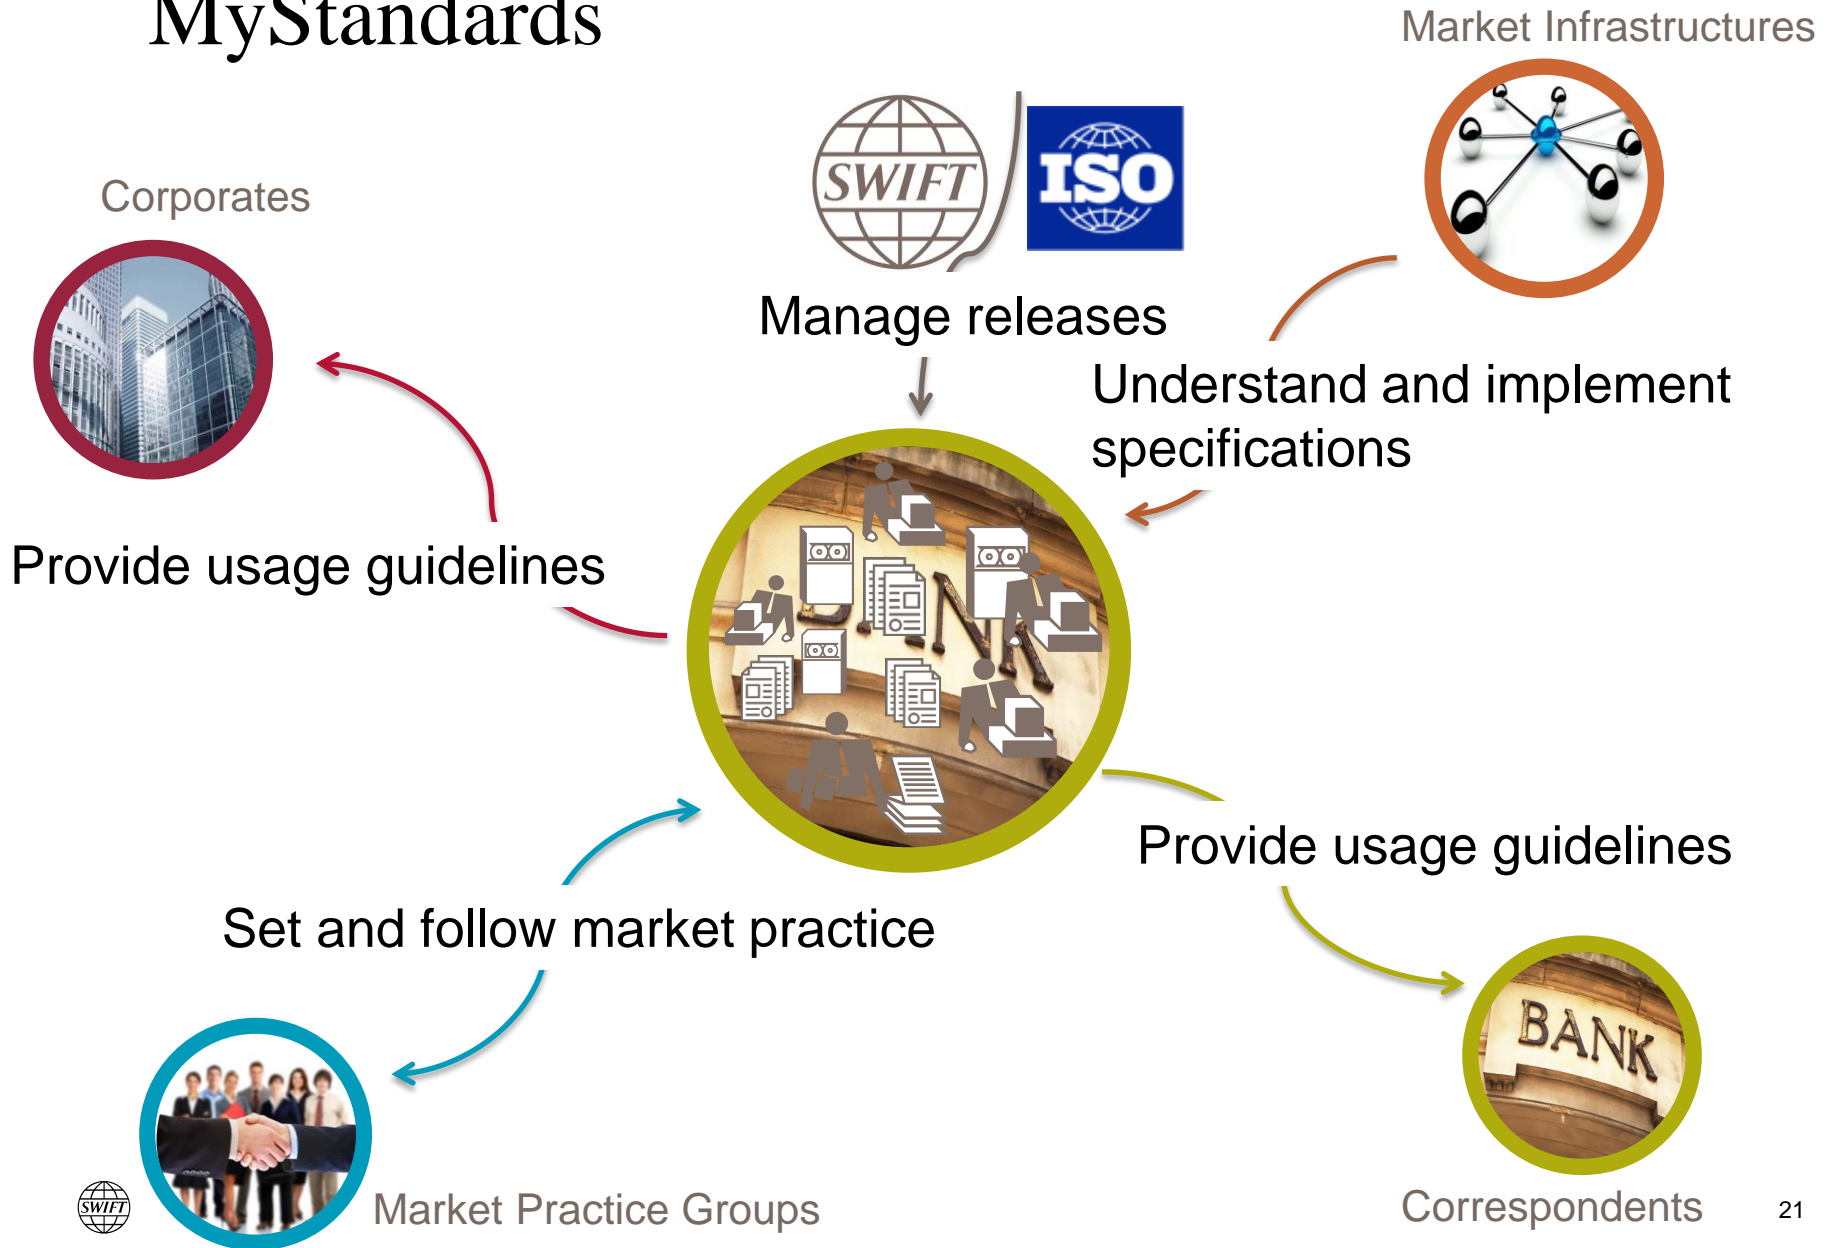 MyStandards
Market Infrastructures
SWIFT
ISO
Corporates
Manage releases
Understand and implement
specifications
Provide usage guidelines
Provide usage guidelines
Set and follow market practice
BANK
SWIFT
Market Practice Groups
Correspondents
21